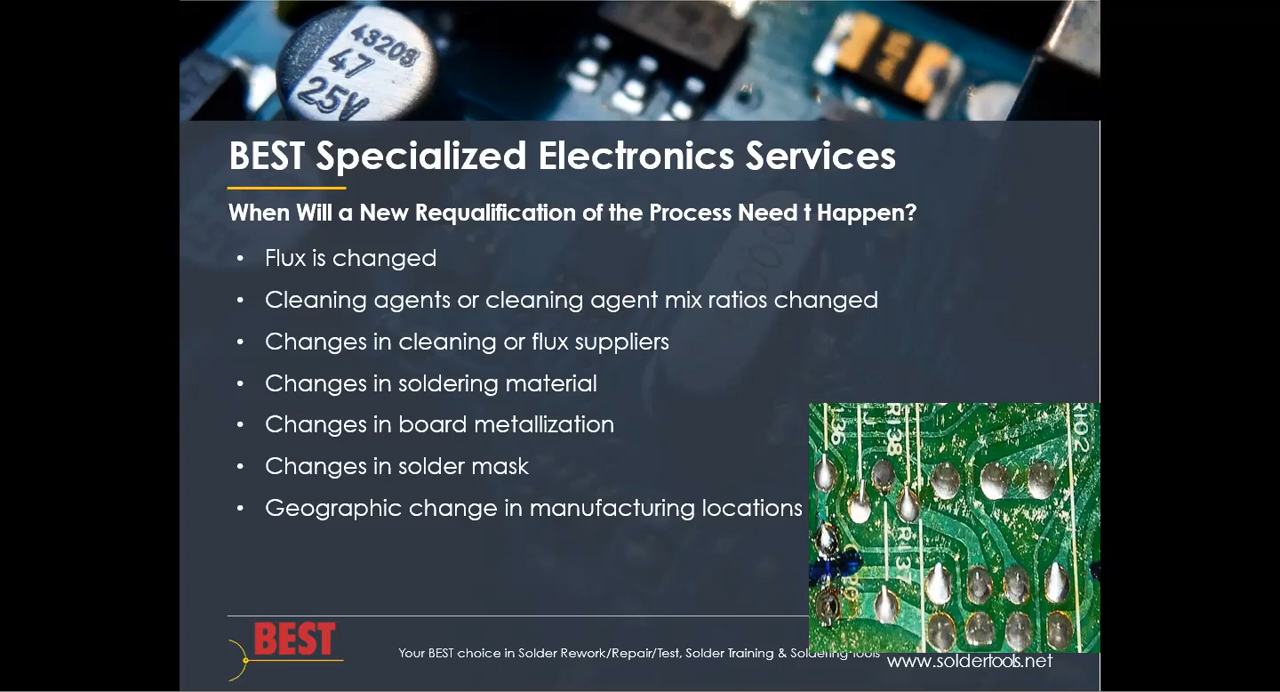 43208
47
25V
BEST Specialized Electronics Services
When Will a New Requalification of the Process Need t Happen?
• Flux is changed
• Cleaning agents or cleaning agent mix ratios changed
• Changes in cleaning or flux suppliers
• Changes in soldering material
• Changes in board metallization
• Changes in solder mask
• Geographic change in manufacturing locations
R138
R102
R137
BEST
Your BEST choice in Solder Rework/Repair/Test, Solder Training & Soldering Tools
www.soldertools.net